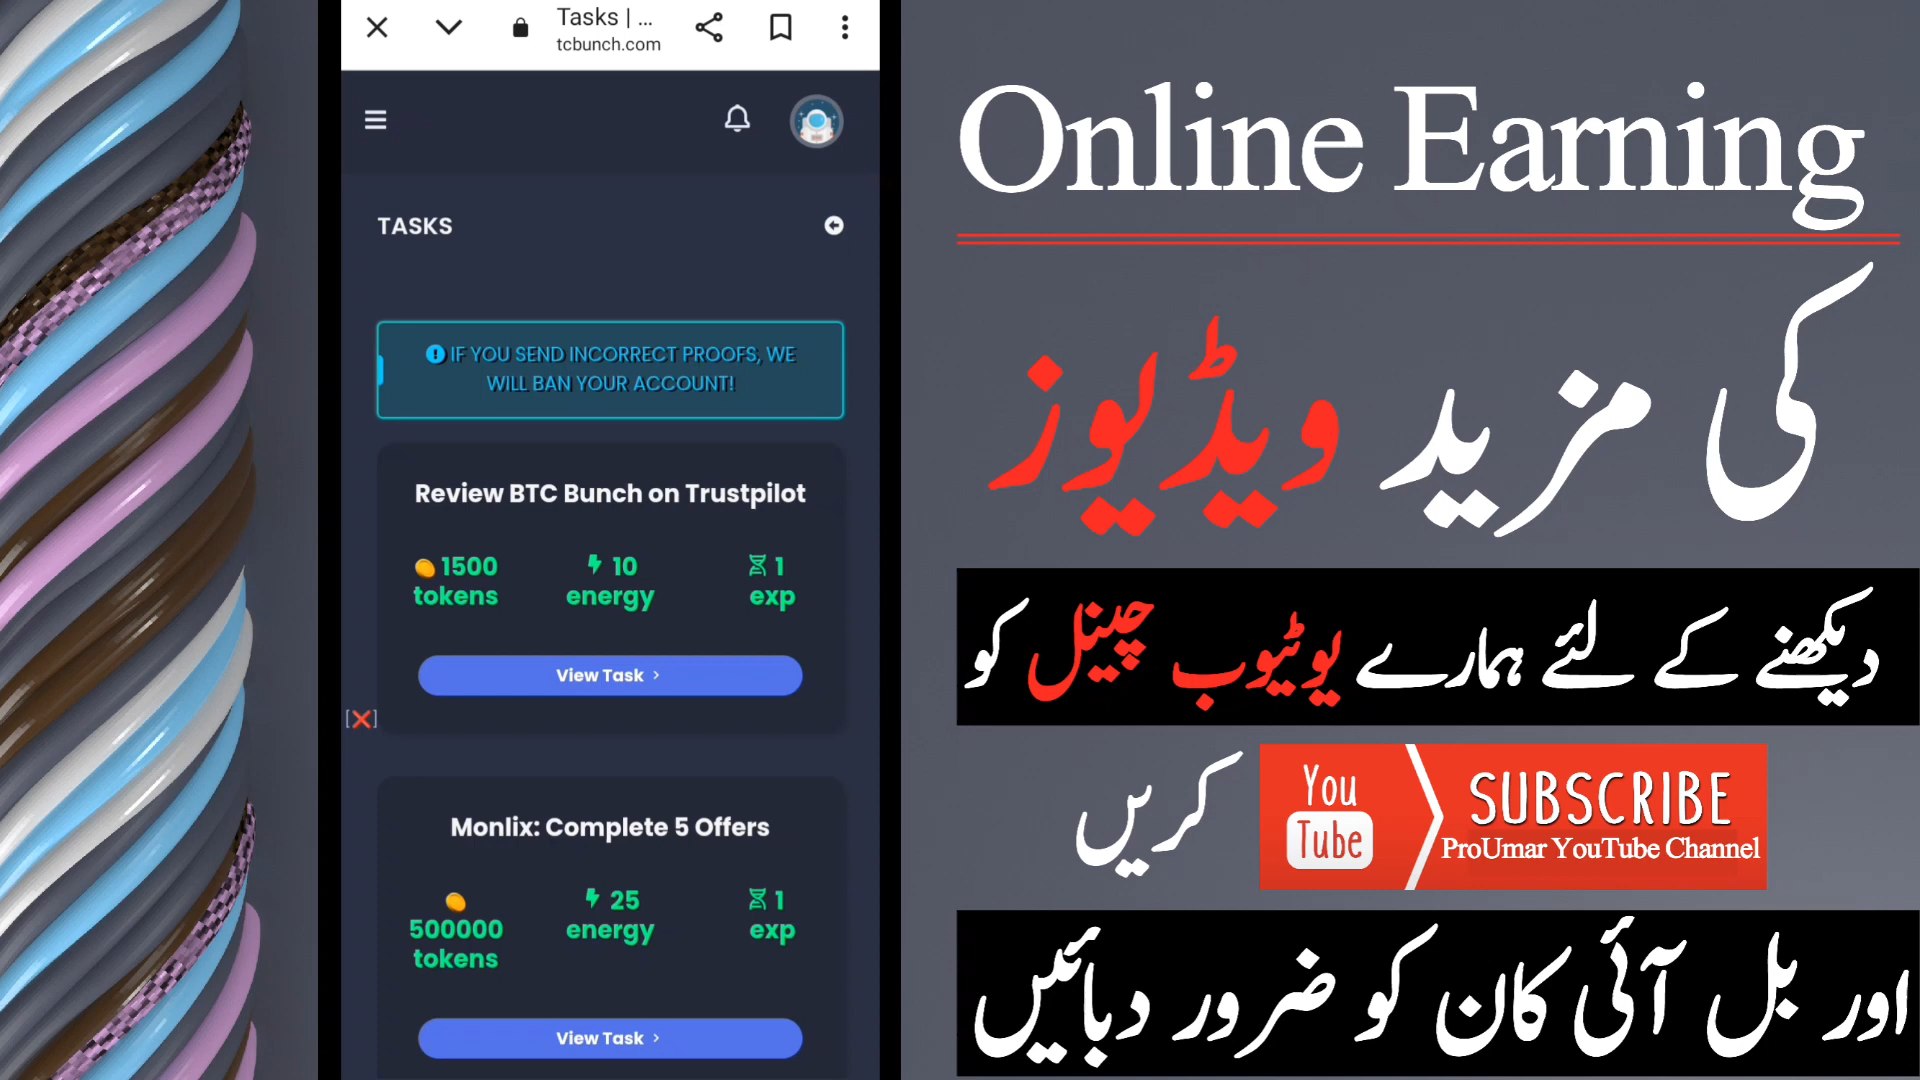 Tasks | ...
tcbunch.com
TASKS
IF YOU SEND INCORRECT PROOFS, WE
WILL BAN YOUR ACCOUNT!
Review BTC Bunch on Trustpilot
1500 tokens
10 energy
1 exp
View Task
Monlix: Complete 5 Offers
500000 tokens
25 energy
1 exp
View Task
Online Earning
کی مزید ویڈیوز
دیکھنے کے لئے ہمارے یوٹیوب چینل کو
You Tube SUBSCRIBE
ProUmar YouTube Channel
کریں
اور بل آئی کان کو ضرور دبائیں